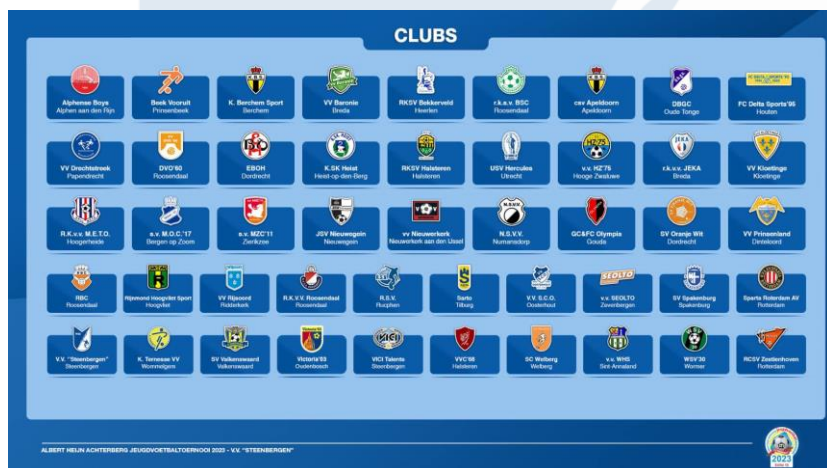 CLUBS
Alphense Boys
Alphen aan den Rijn
Beek Vooruit
Prinsenbeek
K. Berchem Sport
Berchem
VV Baronie
Breda
RKSV Bekkerveld
Heerlen
r.k.s.v. BSC
Roosendaal
csv Apeldoorn
Apeldoorn
DBGC
Oude Tonge
FC Delta Sports'95
Houten
VV Drechtstreek
Papendrecht
DVO'60
Roosendaal
EBOH
Dordrecht
K.SK Heist
Heist-op-den-Berg
RKSV Halsteren
Halsteren
USV Hercules
Utrecht
v.v. HZ'75
Hooge Zwaluwe
r.k.v.v. JEKA
Breda
VV Kloetinge
Kloetinge
R.K.v.v. M.E.T.O.
Hoogerheide
s.v. M.O.C.'17
Bergen op Zoom
s.v. MZC'11
Zierikzee
JSV Nieuwegein
Nieuwegein
vv Nieuwerkerk
Nieuwerkerk aan den IJssel
N.S.V.V.
Numansdorp
GC&FC Olympia
Gouda
SV Oranje Wit
Dordrecht
VV Prinsenland
Dinteloord
RBC
Roosendaal
Rijnmond Hoogvliet Sport
Hoogvliet
VV Rijsoord
Ridderkerk
R.K.V.V. Roosendaal
Roosendaal
R.S.V.
Rucphen
Sarto
Tilburg
V.V. S.C.O.
Oosterhout
SEOLTO
v.v. SEOLTO
Zevenbergen
SV Spakenburg
Spakenburg
Sparta Rotterdam AV
Rotterdam
V.V. "Steenbergen"
Steenbergen
K. Ternesse VV
Wommelgem
SV Valkenswaard
Valkenswaard
Victoria'03
Oudenbosch
VICI Talents
Steenbergen
VVC'68
Halsteren
SC Welberg
Welberg
v.v. WHS
Sint-Annaland
WSV'30
Wormer
RCSV Zestienhoven
Rotterdam
ALBERT HEIJN ACHTERBERG JEUGDVOETBALTOERNOOI 2023 - V.V. "STEENBERGEN"
2023